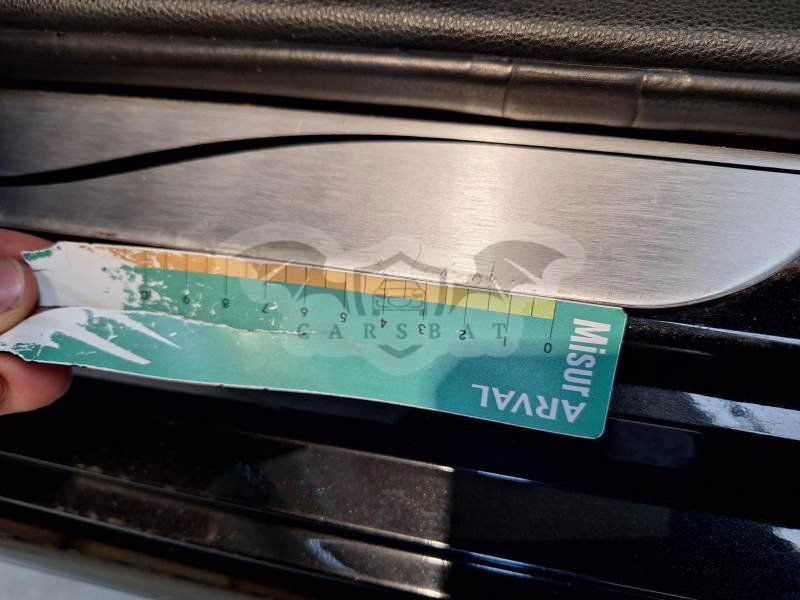 Misur
ARVAL
0 1 2 3 4 5 6 7 8 9
CARSBAT